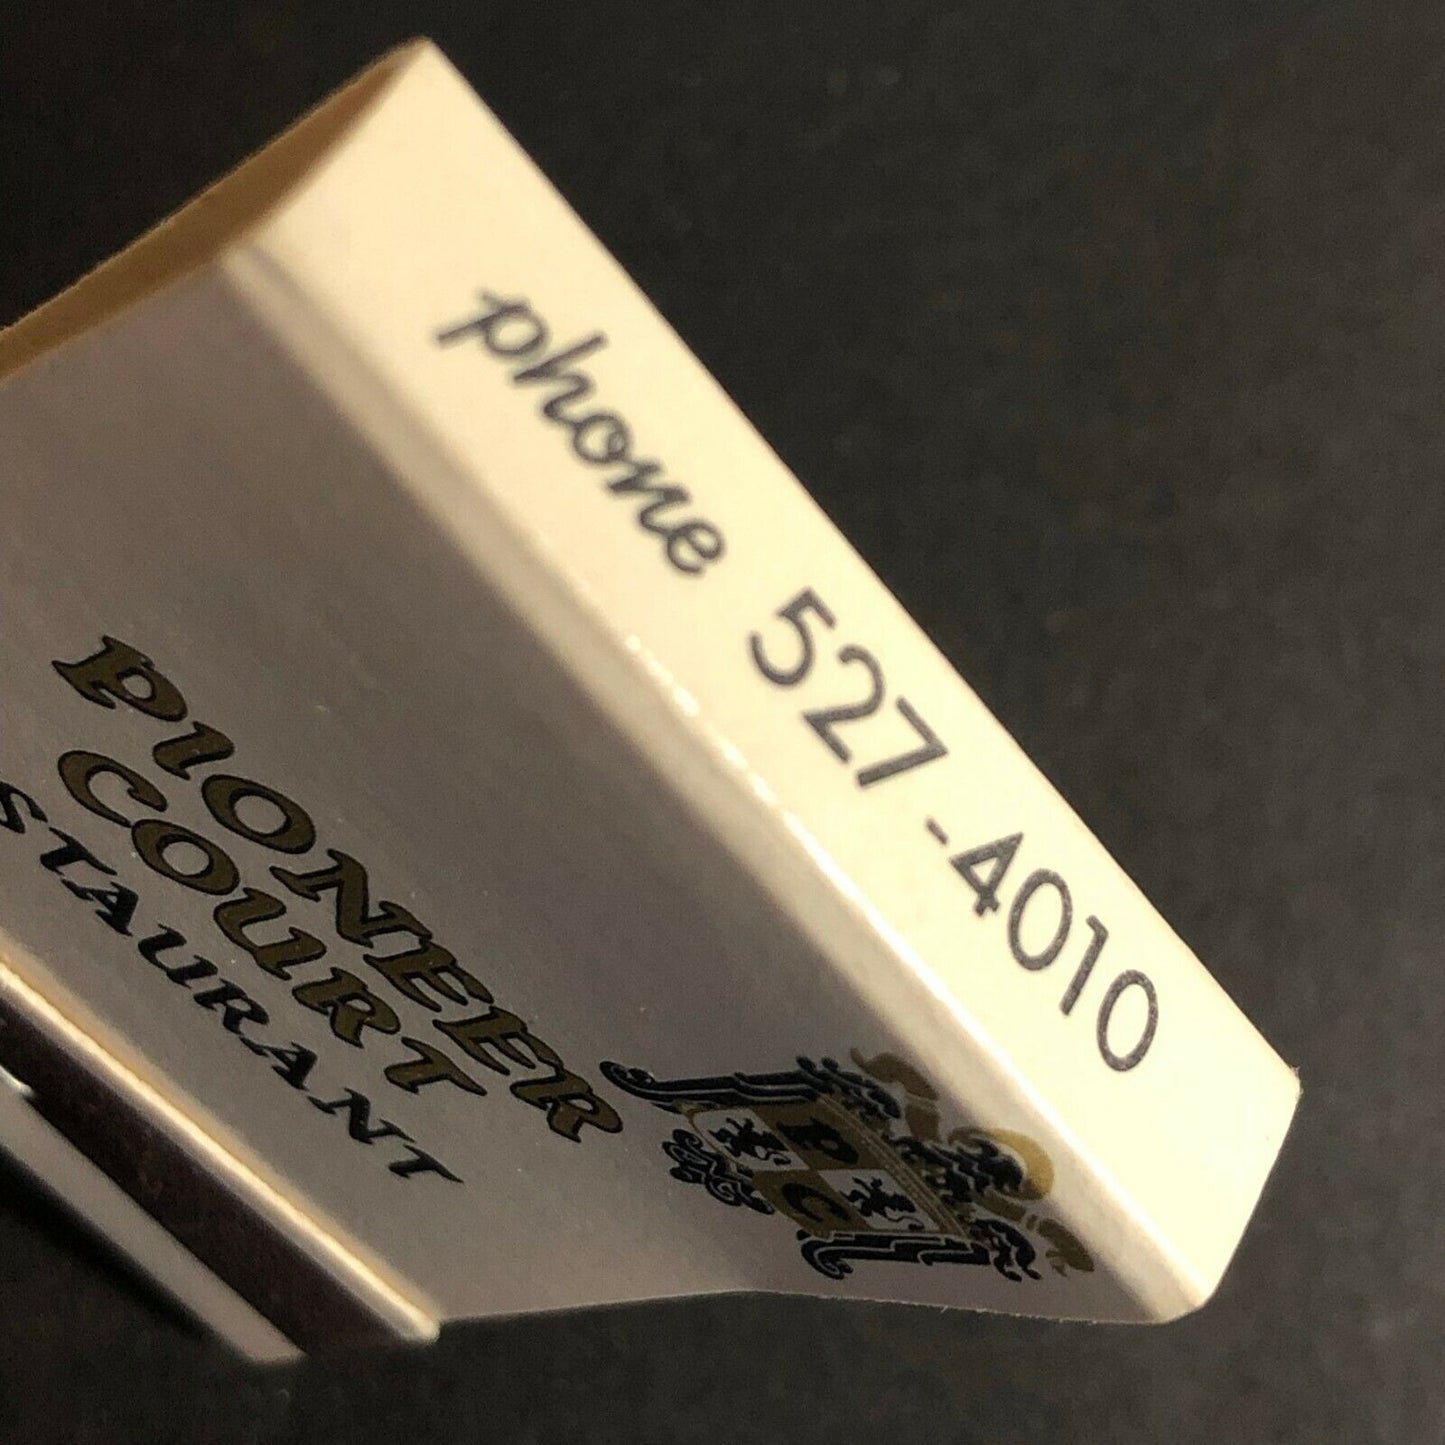 phone 527-4010
PIONEER
COURT
STAURANT
P
C